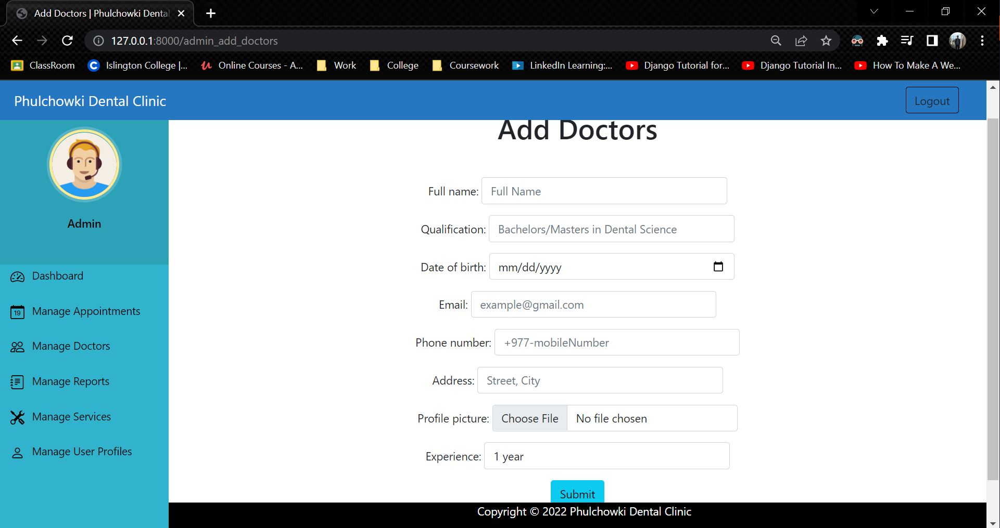 Add Doctors | Phulchowki Denta
127.0.0.1:8000/admin_add_doctors
ClassRoom
Islington College |...
Online Courses - A...
Work
College
Coursework
LinkedIn Learning:...
Django Tutorial for...
Django Tutorial In...
How To Make A We...
Phulchowki Dental Clinic
Logout
Admin
Dashboard
19 Manage Appointments
Manage Doctors
Manage Reports
Manage Services
Manage User Profiles
Add Doctors
Full name: Full Name
Qualification: Bachelors/Masters in Dental Science
Date of birth: mm/dd/yyyy
Email: example@gmail.com
Phone number: +977-mobileNumber
Address: Street, City
Profile picture: Choose File No file chosen
Experience: 1 year
Submit
Copyright © 2022 Phulchowki Dental Clinic